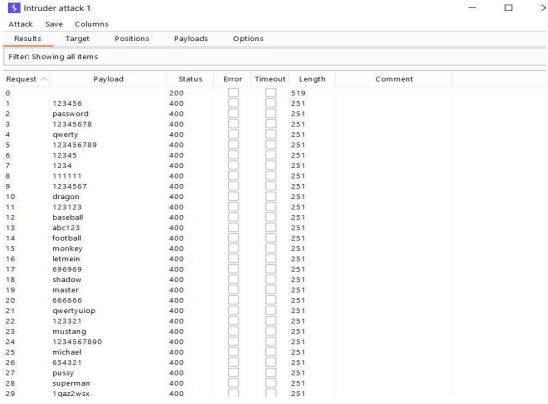 Intruder attack 1
Attack Save Columns
Results Target Positions Payloads Options
Filter: Showing all items
Request Payload Status Error Timeout Length Comment
0 200 519
1 123456 400 251
2 password 400 251
3 12345678 400 251
4 qwerty 400 251
5 123456789 400 251
6 12345 400 251
7 1234 400 251
8 111111 400 251
9 1234567 400 251
10 dragon 400 251
11 123123 400 251
12 baseball 400 251
13 abc123 400 251
14 football 400 251
15 monkey 400 251
16 letmein 400 251
17 696969 400 251
18 shadow 400 251
19 master 400 251
20 666666 400 251
21 qwertyuiop 400 251
22 123321 400 251
23 mustang 400 251
24 1234567890 400 251
25 michael 400 251
26 654321 400 251
27 pussy 400 251
28 superman 400 251
29 1qaz2wsx 400 251